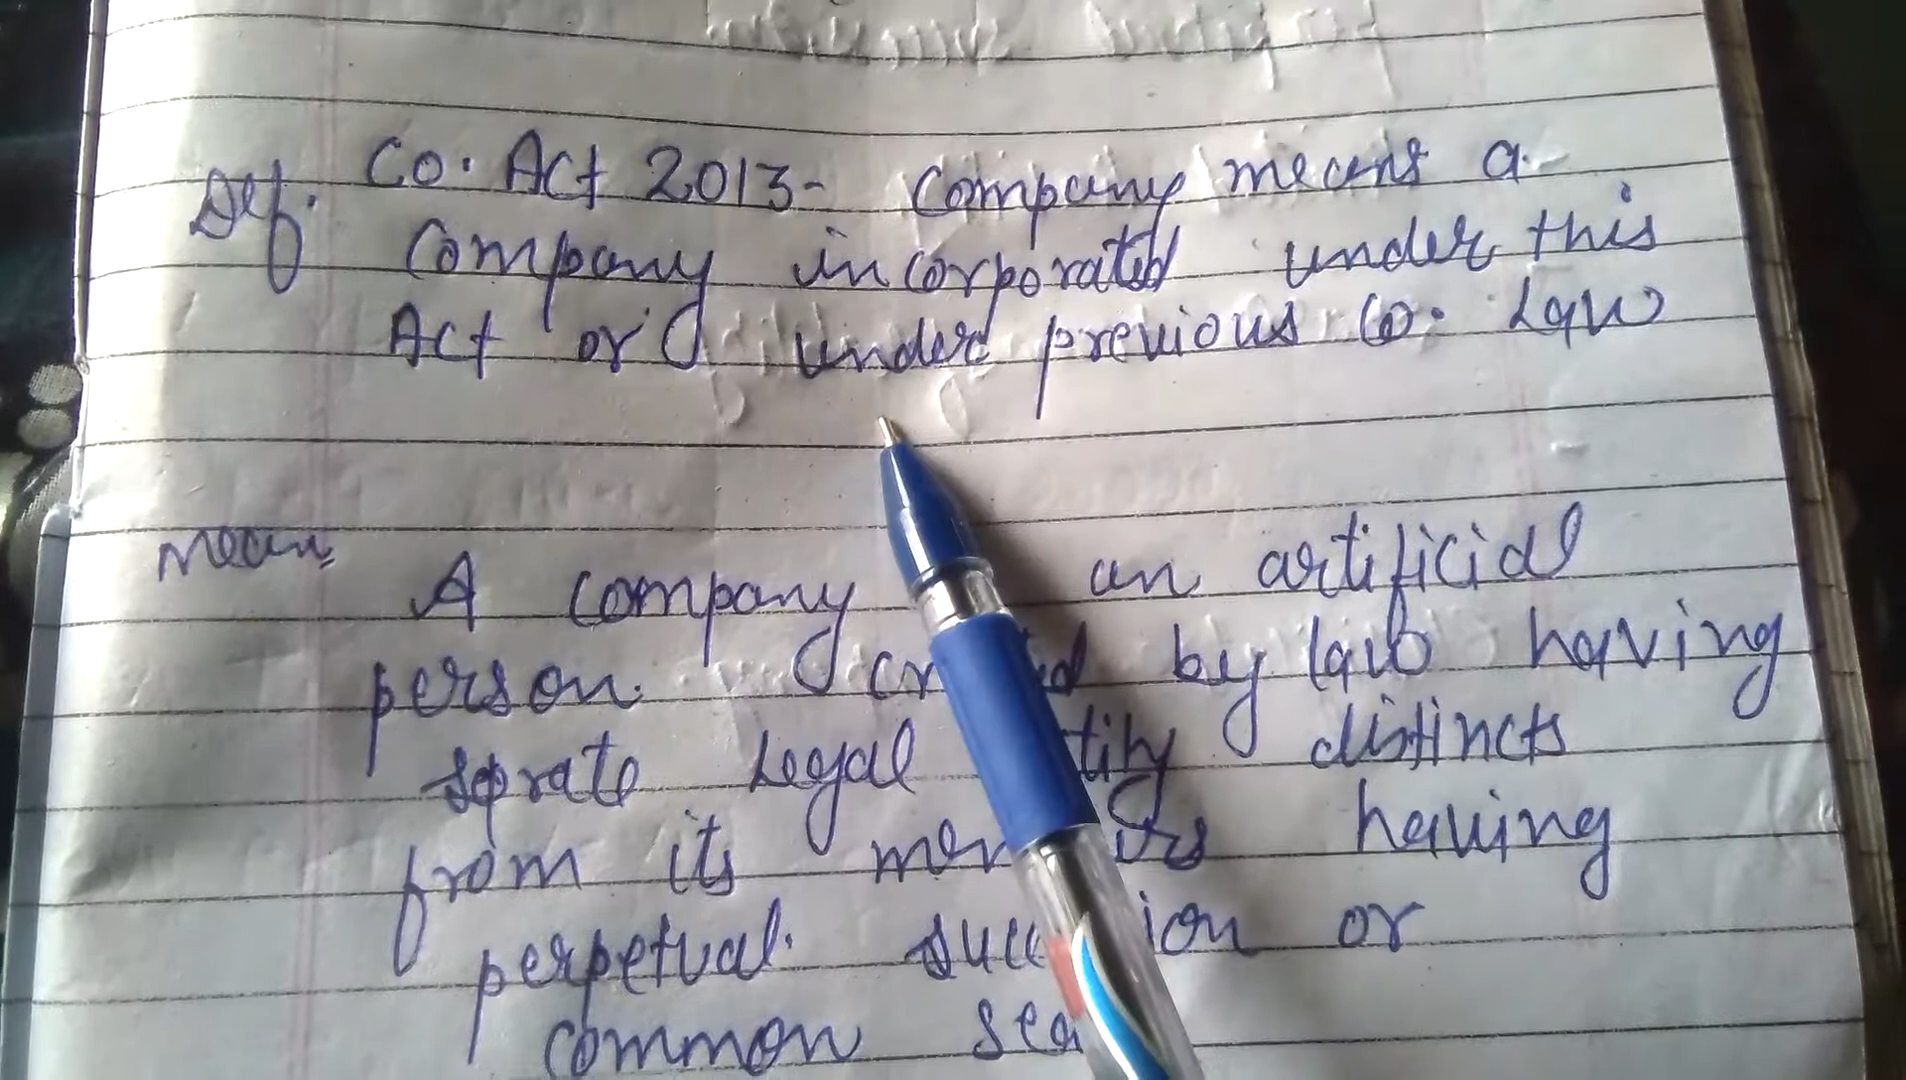 Def. Co. Act 2013- Company means a
Company incorporated under this
Act or under previous Co. Law
Mean
A company an artificial
person. by law having
seprate Legal distincts
from its having
perpetual. or
common